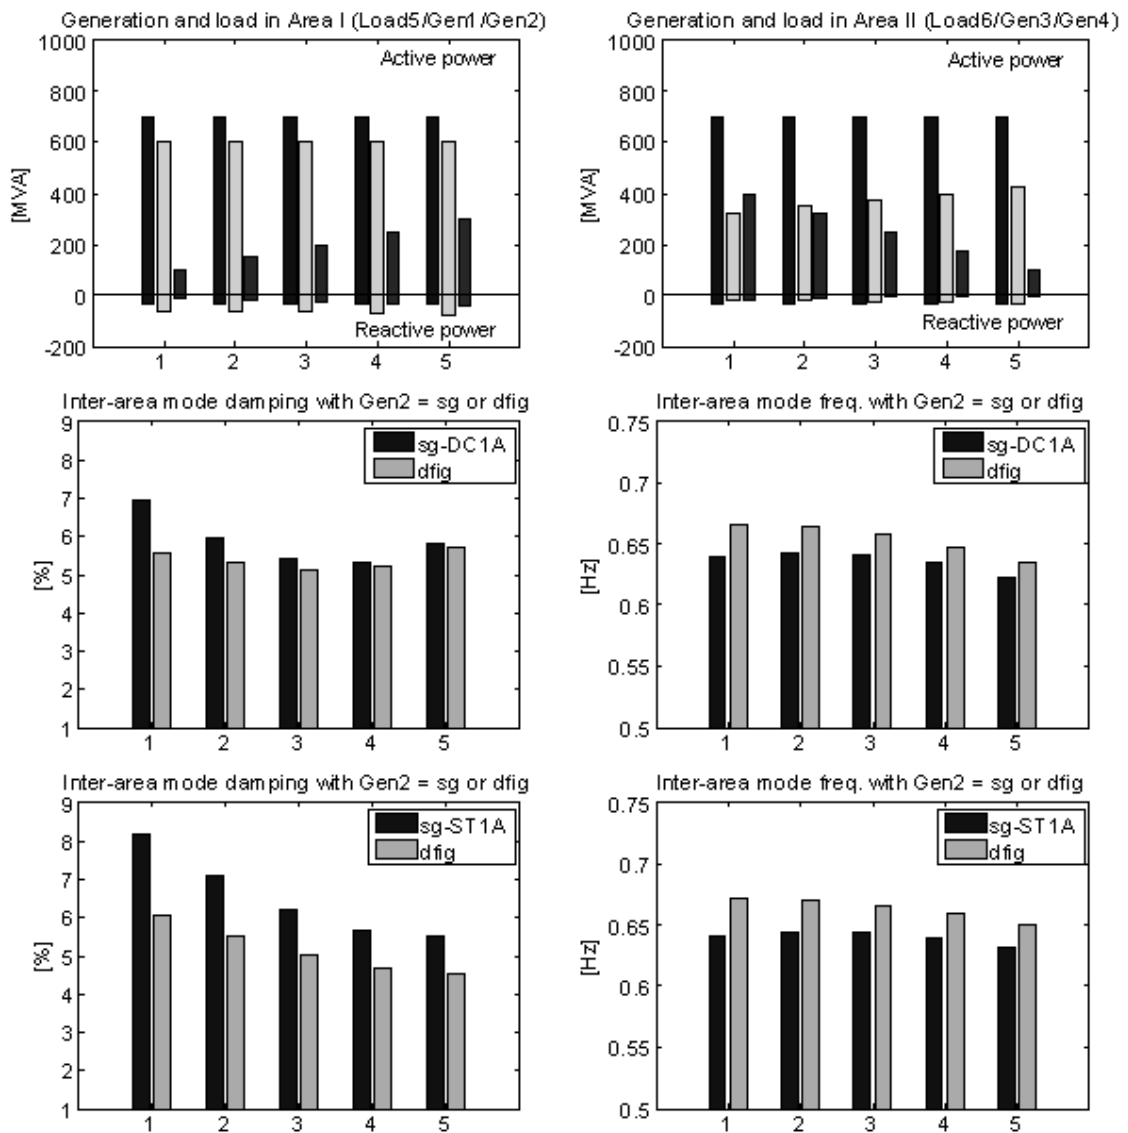 Generation and load in Area I (Load5/Gen1/Gen2)
1000
Active power
800
600
400
200
0
Reactive power
-200
[MVA]
1 2 3 4 5
Generation and load in Area II (Load6/Gen3/Gen4)
1000
Active power
800
600
400
200
0
Reactive power
-200
[MVA]
1 2 3 4 5
Inter-area mode damping with Gen2 = sg or dfig
9
sg-DC1A
8
dfig
7
6
5
4
3
2
1
[%]
1 2 3 4 5
Inter-area mode freq. with Gen2 = sg or dfig
0.75
sg-DC1A
dfig
0.7
0.65
0.6
0.55
0.5
[Hz]
1 2 3 4 5
Inter-area mode damping with Gen2 = sg or dfig
9
sg-ST1A
8
dfig
7
6
5
4
3
2
1
[%]
1 2 3 4 5
Inter-area mode freq. with Gen2 = sg or dfig
0.75
sg-ST1A
dfig
0.7
0.65
0.6
0.55
0.5
[Hz]
1 2 3 4 5